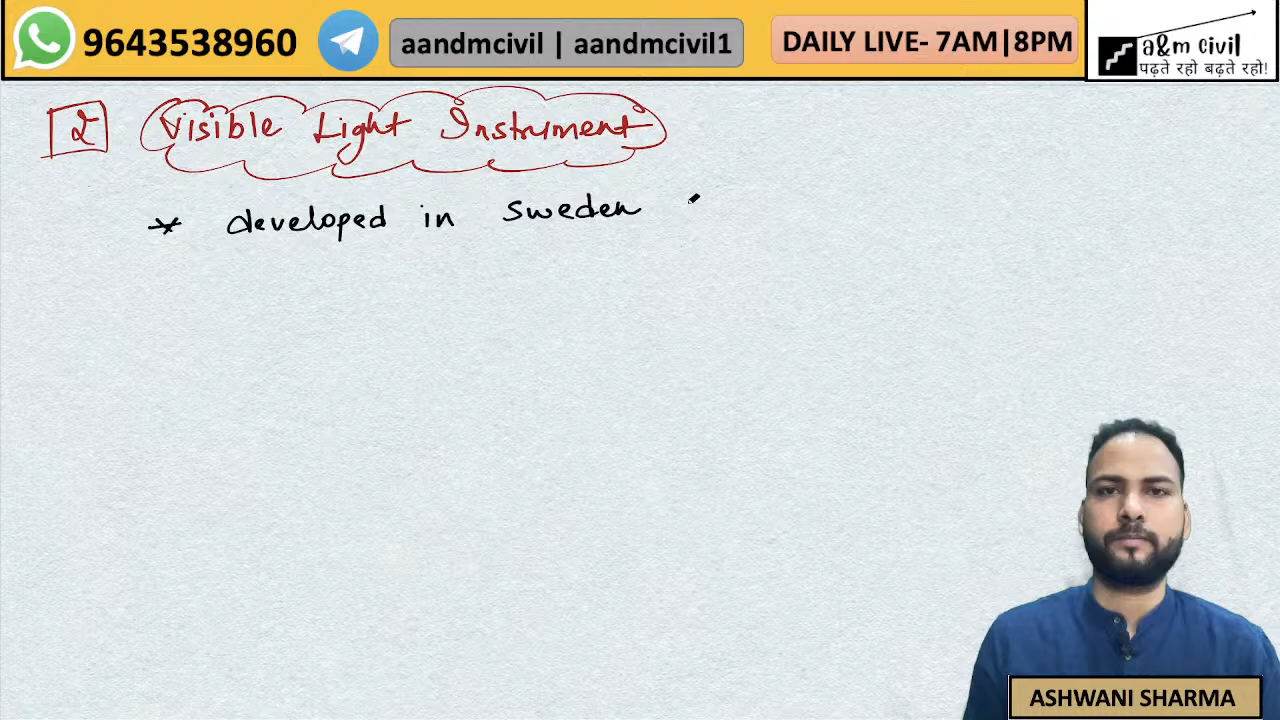 9643538960
aandmcivil | aandmcivil1
DAILY LIVE- 7AM|8PM
a&m civil
पढ़ते रहो बढ़ते रहो!
2 Visible Light Instrument
* developed in Sweden
ASHWANI SHARMA